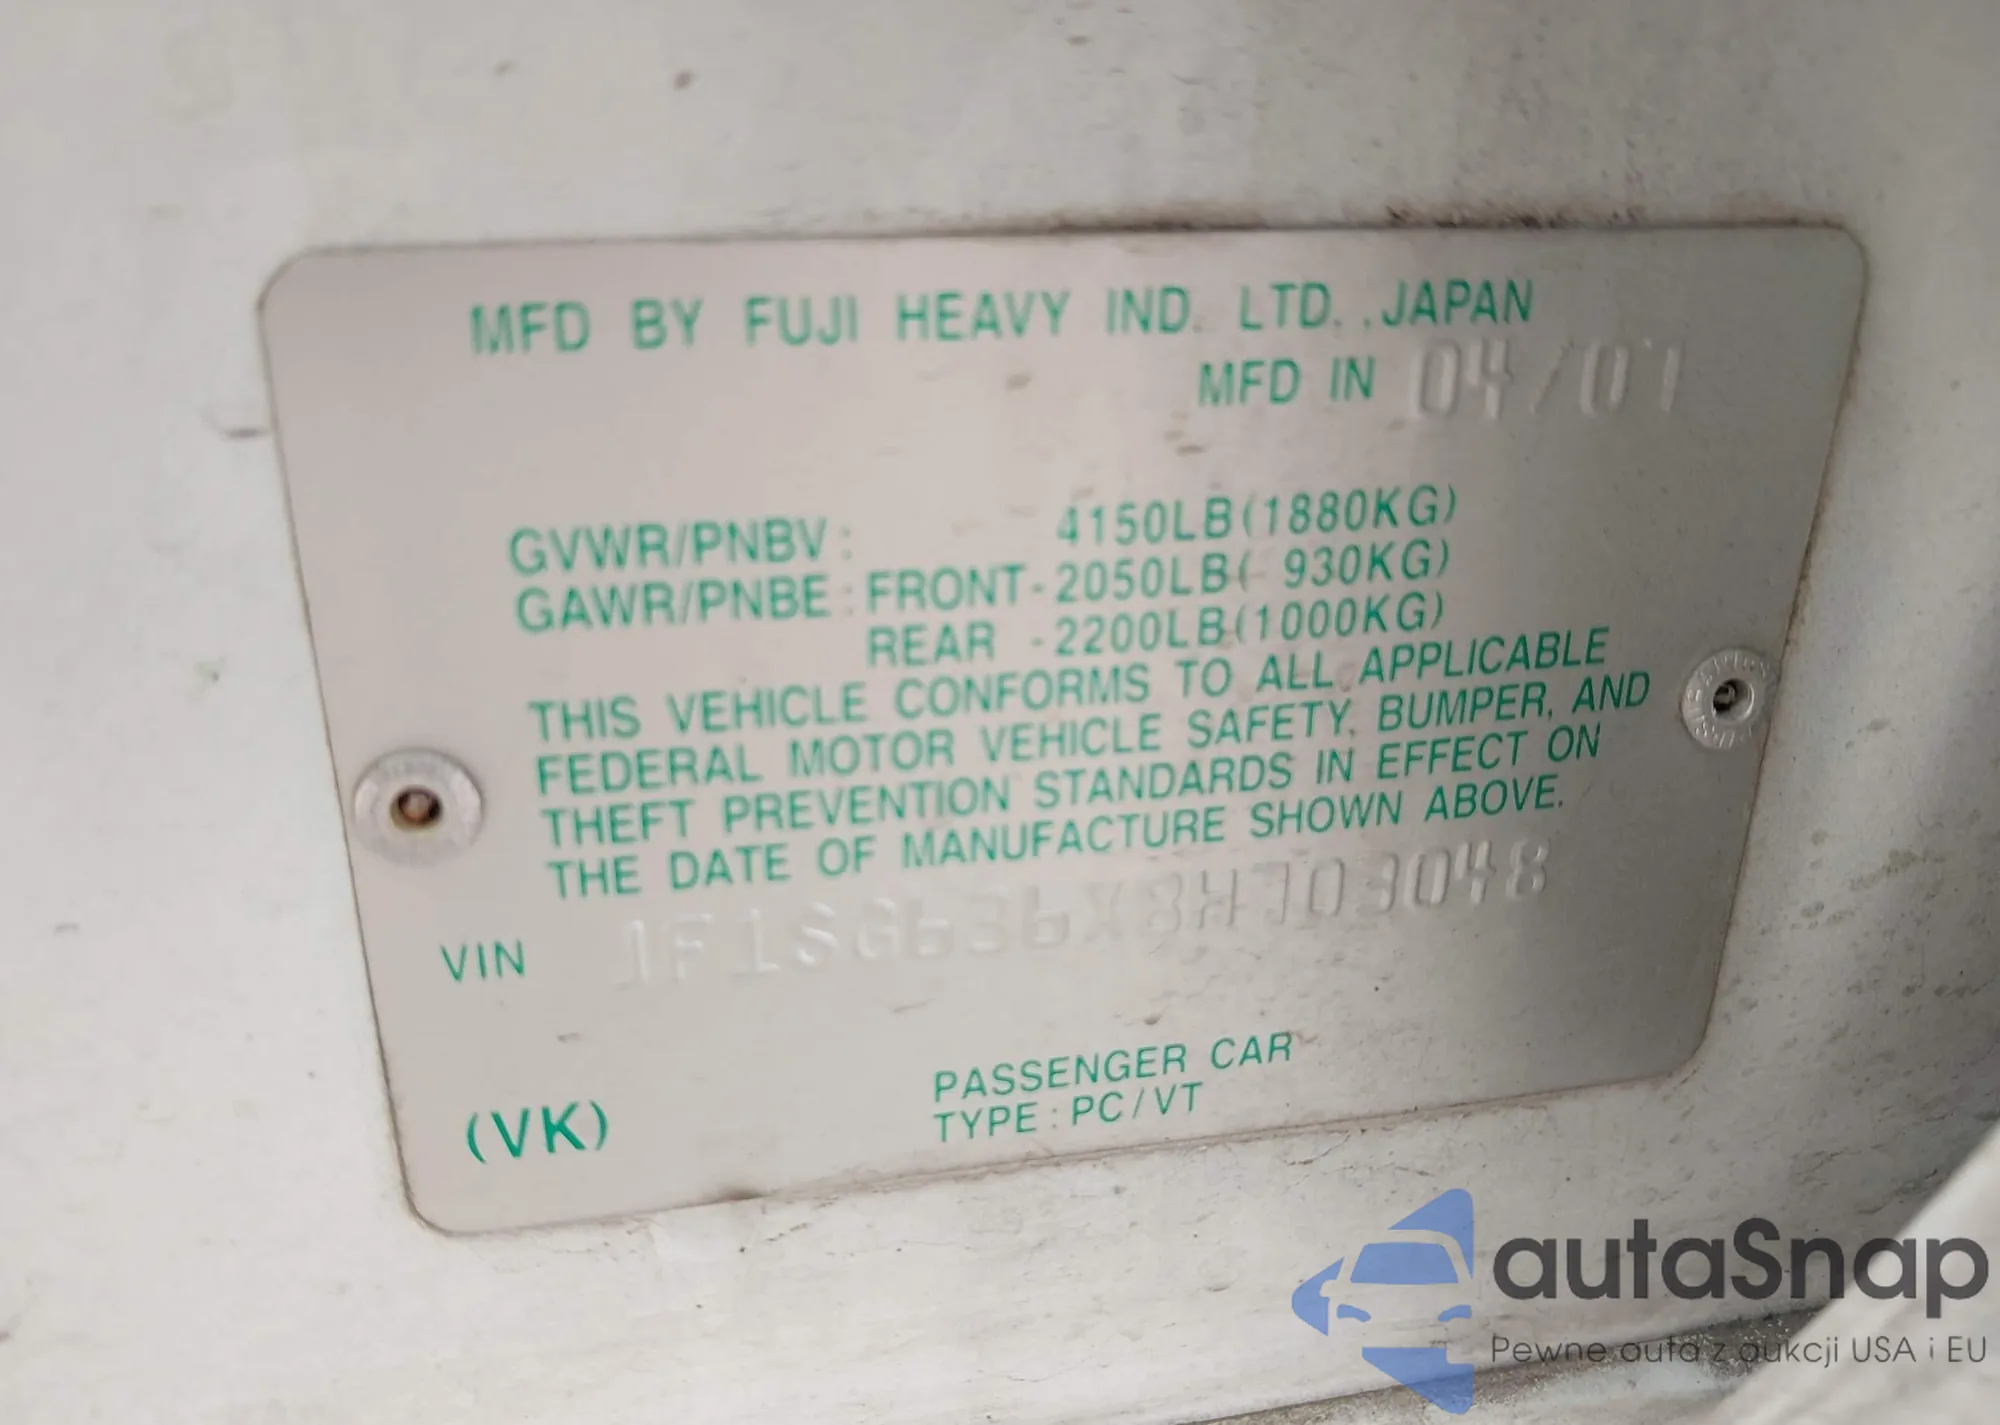 MFD BY FUJI HEAVY IND. LTD., JAPAN
MFD IN 04/07
GVWR/PNBV: 4150LB(1880KG)
GAWR/PNBE: FRONT-2050LB( 930KG)
REAR -2200LB(1000KG)
THIS VEHICLE CONFORMS TO ALL APPLICABLE
FEDERAL MOTOR VEHICLE SAFETY, BUMPER, AND
THEFT PREVENTION STANDARDS IN EFFECT ON
THE DATE OF MANUFACTURE SHOWN ABOVE.
VIN JF1SG636X8H703048
PASSENGER CAR
(VK) TYPE: PC/VT
autaSnap
Pewne auta z aukcji USA i EU